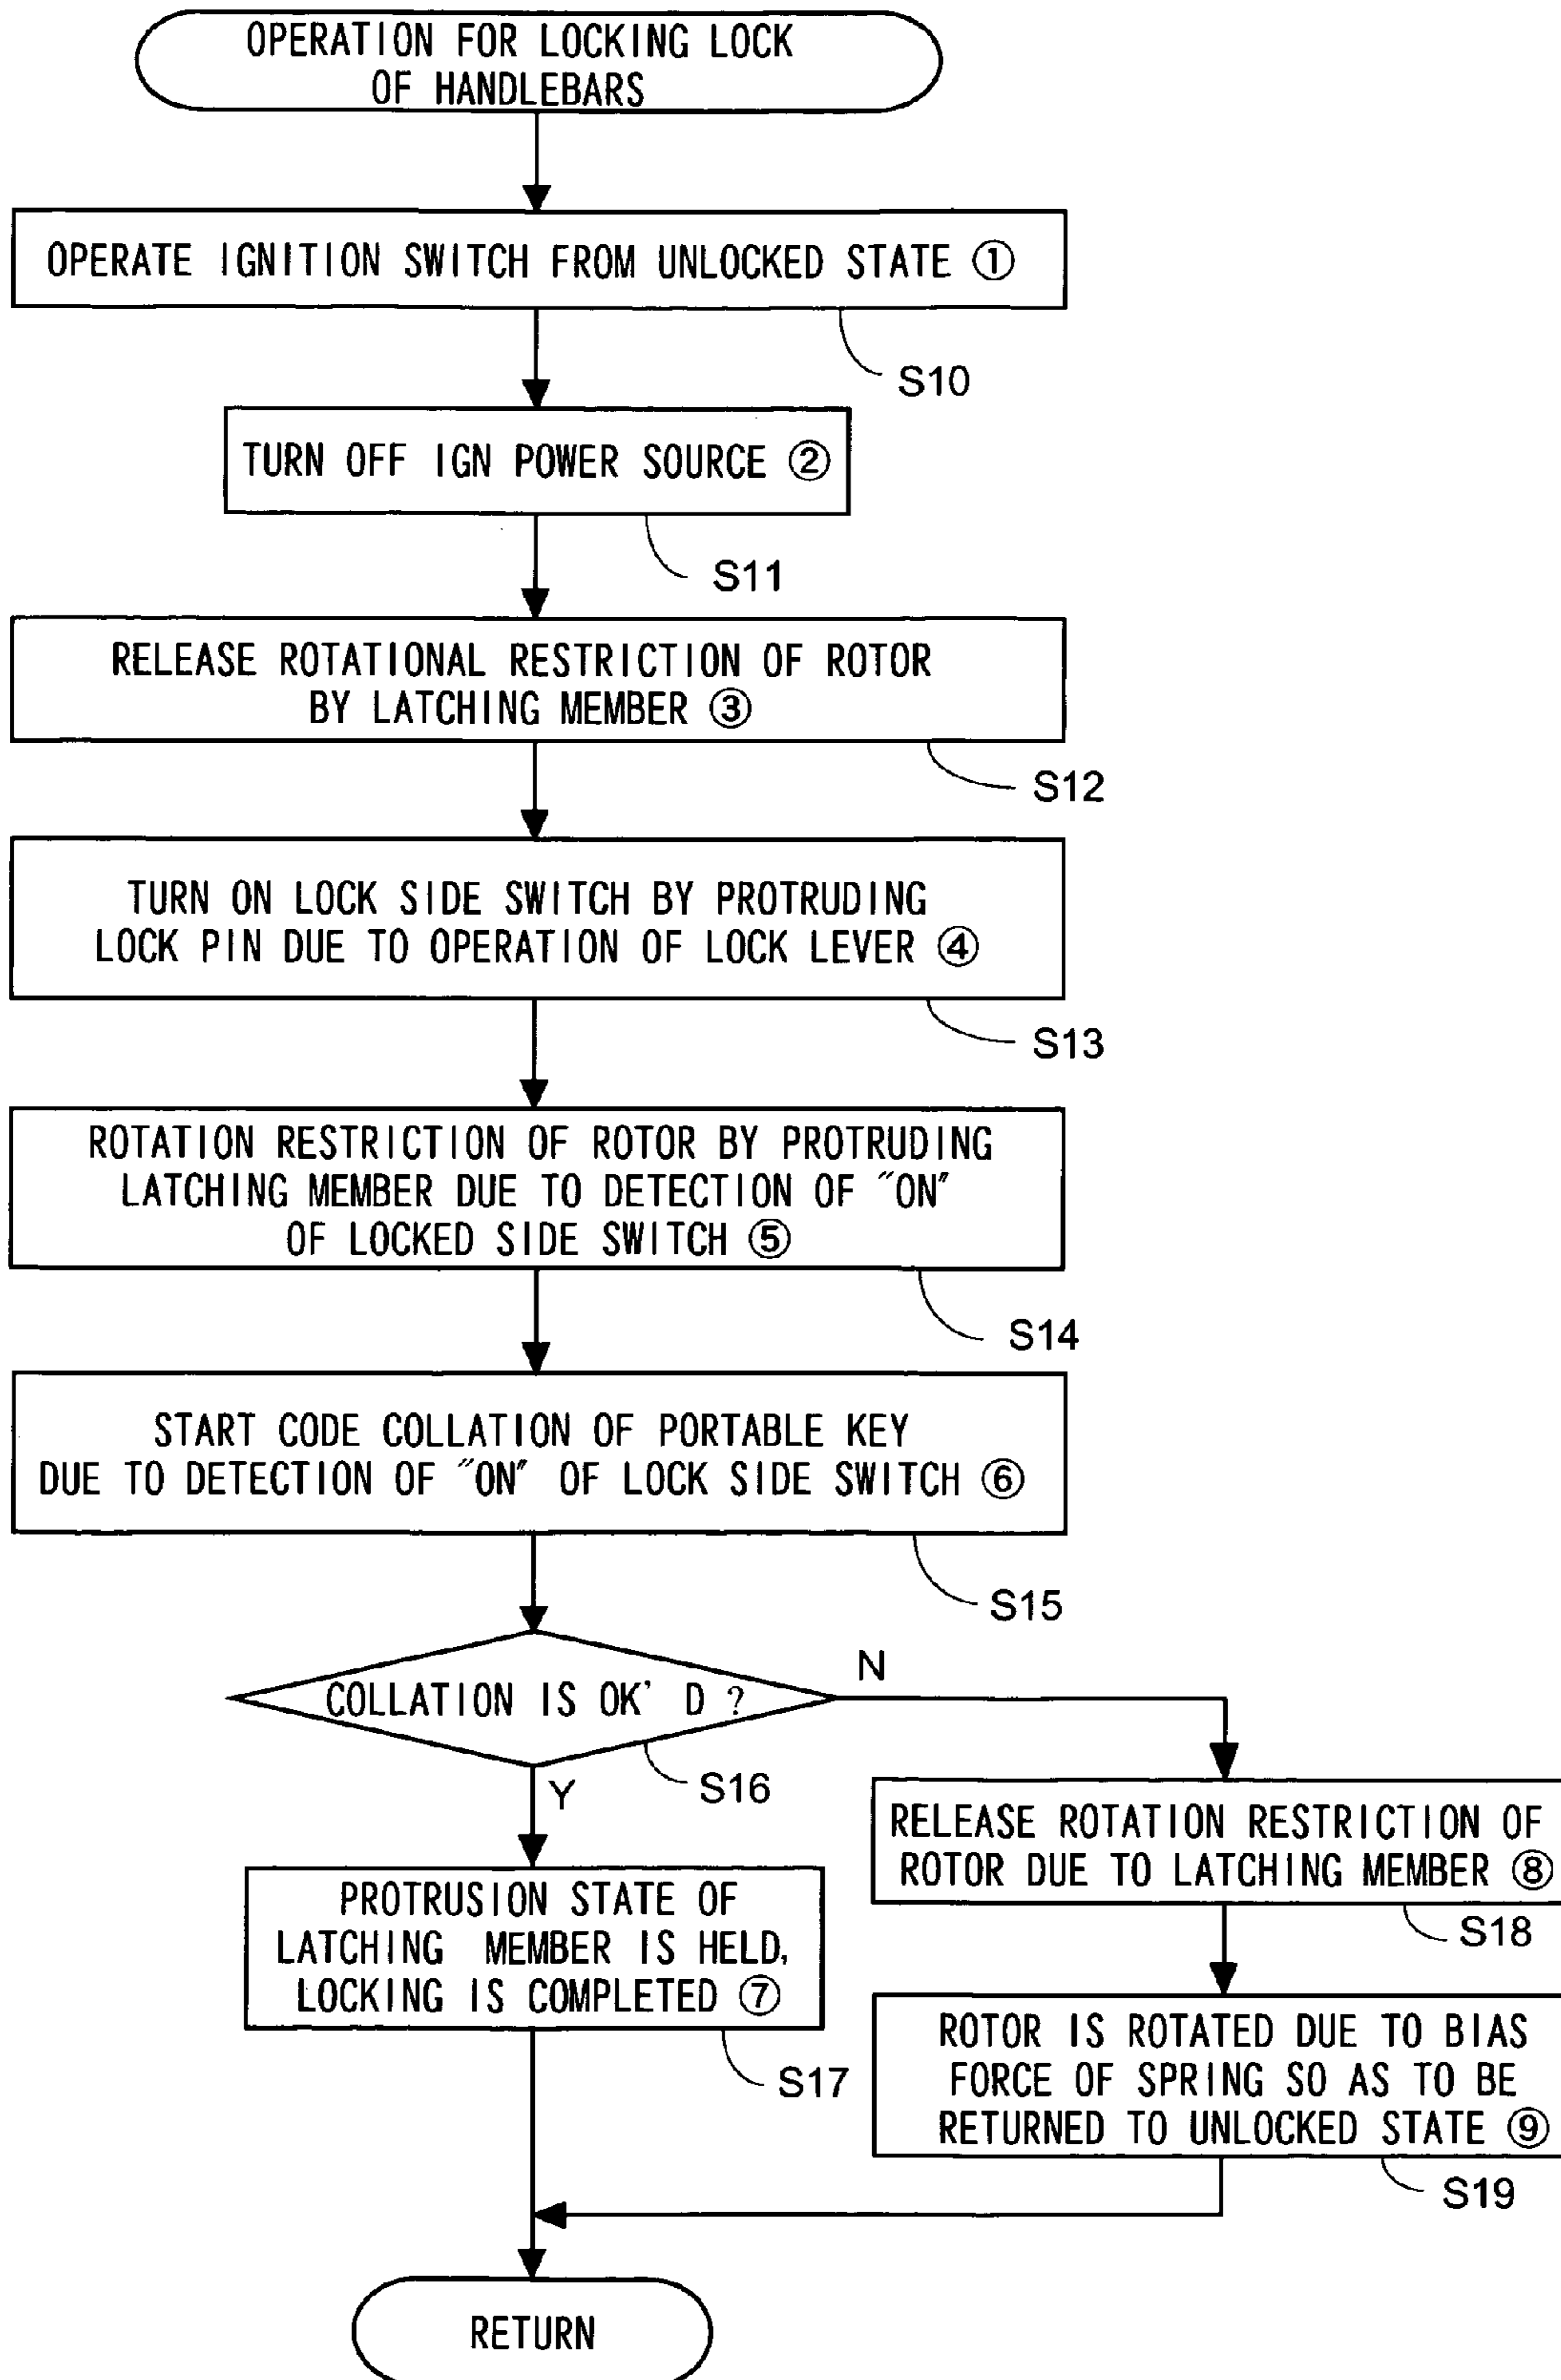 OPERATION FOR LOCKING LOCK
OF HANDLEBARS
OPERATE IGNITION SWITCH FROM UNLOCKED STATE ①
S10
TURN OFF IGN POWER SOURCE ②
S11
RELEASE ROTATIONAL RESTRICTION OF ROTOR
BY LATCHING MEMBER ③
S12
TURN ON LOCK SIDE SWITCH BY PROTRUDING
LOCK PIN DUE TO OPERATION OF LOCK LEVER ④
S13
ROTATION RESTRICTION OF ROTOR BY PROTRUDING
LATCHING MEMBER DUE TO DETECTION OF "ON"
OF LOCKED SIDE SWITCH ⑤
S14
START CODE COLLATION OF PORTABLE KEY
DUE TO DETECTION OF "ON" OF LOCK SIDE SWITCH ⑥
S15
COLLATION IS OK' D ?
N
S16
Y
PROTRUSION STATE OF
LATCHING MEMBER IS HELD,
LOCKING IS COMPLETED ⑦
S17
RELEASE ROTATION RESTRICTION OF
ROTOR DUE TO LATCHING MEMBER ⑧
S18
ROTOR IS ROTATED DUE TO BIAS
FORCE OF SPRING SO AS TO BE
RETURNED TO UNLOCKED STATE ⑨
S19
RETURN